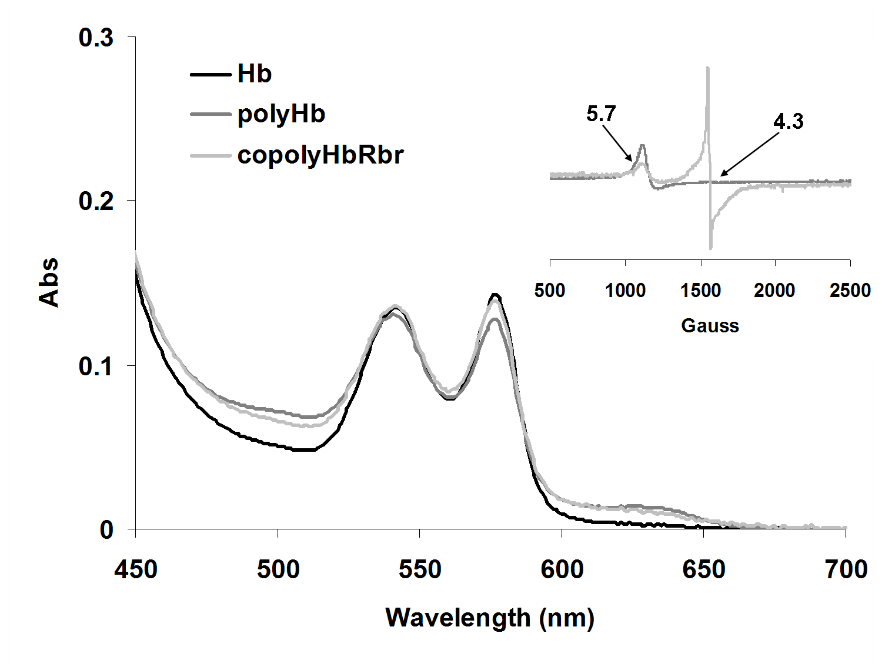 0.3
Hb
polyHb
copolyHbRbr
5.7
4.3
0.2
500 1000 1500 2000 2500
Gauss
Abs
0.1
0
450 500 550 600 650 700
Wavelength (nm)